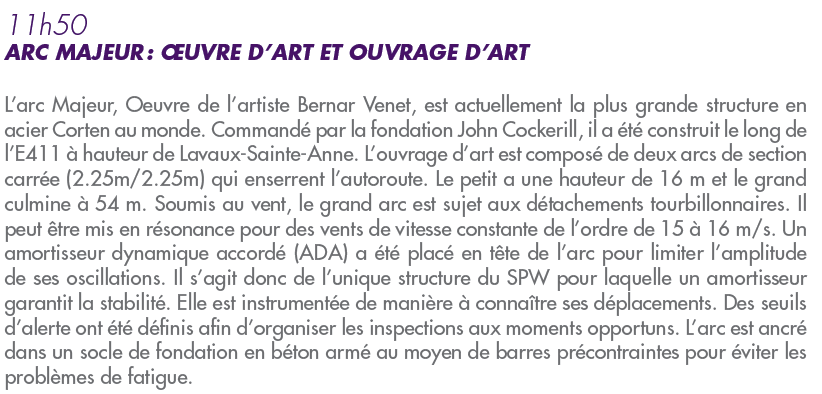 11h50
ARC MAJEUR : ŒUVRE D’ART ET OUVRAGE D’ART
L’arc Majeur, Oeuvre de l’artiste Bernar Venet, est actuellement la plus grande structure en
acier Corten au monde. Commandé par la fondation John Cockerill, il a été construit le long de
l’E411 à hauteur de Lavaux-Sainte-Anne. L’ouvrage d’art est composé de deux arcs de section
carrée (2.25m/2.25m) qui enserrent l’autoroute. Le petit a une hauteur de 16 m et le grand
culmine à 54 m. Soumis au vent, le grand arc est sujet aux détachements tourbillonnaires. Il
peut être mis en résonance pour des vents de vitesse constante de l’ordre de 15 à 16 m/s. Un
amortisseur dynamique accordé (ADA) a été placé en tête de l’arc pour limiter l’amplitude
de ses oscillations. Il s’agit donc de l’unique structure du SPW pour laquelle un amortisseur
garantit la stabilité. Elle est instrumentée de manière à connaître ses déplacements. Des seuils
d’alerte ont été définis afin d’organiser les inspections aux moments opportuns. L’arc est ancré
dans un socle de fondation en béton armé au moyen de barres précontraintes pour éviter les
problèmes de fatigue.